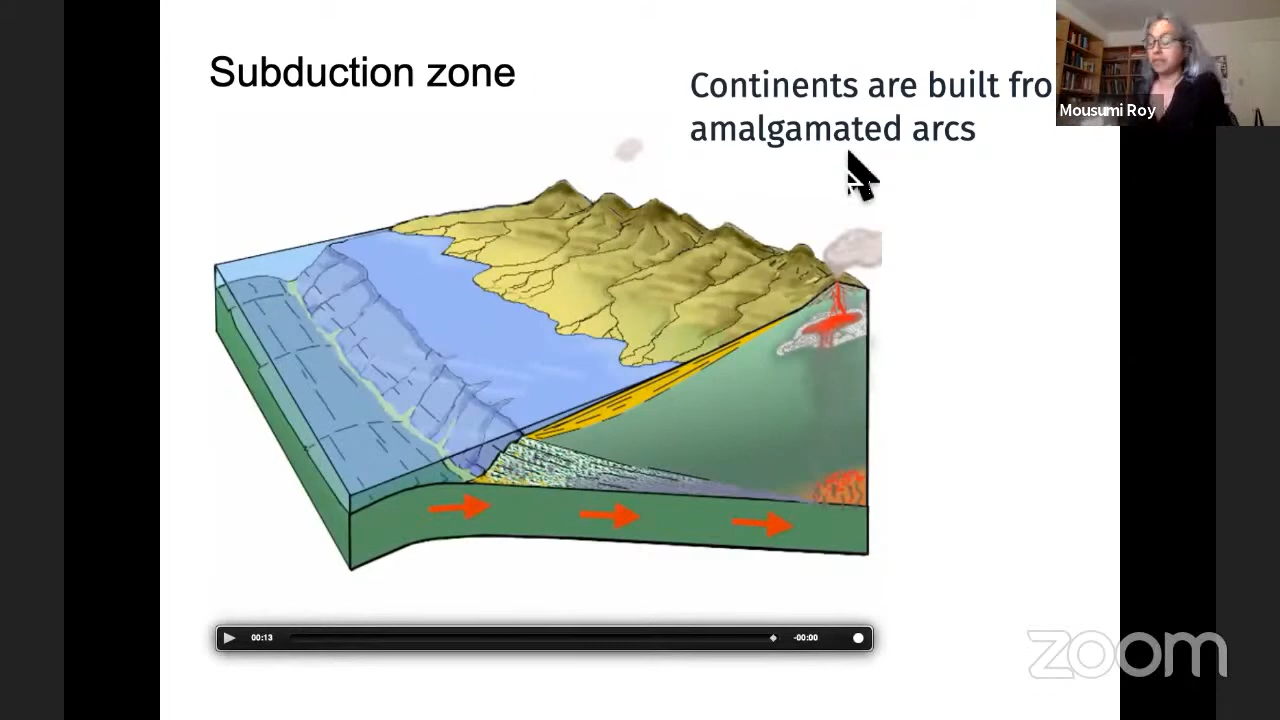 Subduction zone
Continents are built fro
amalgamated arcs
Mousumi Roy
00:13
-00:00
zoom